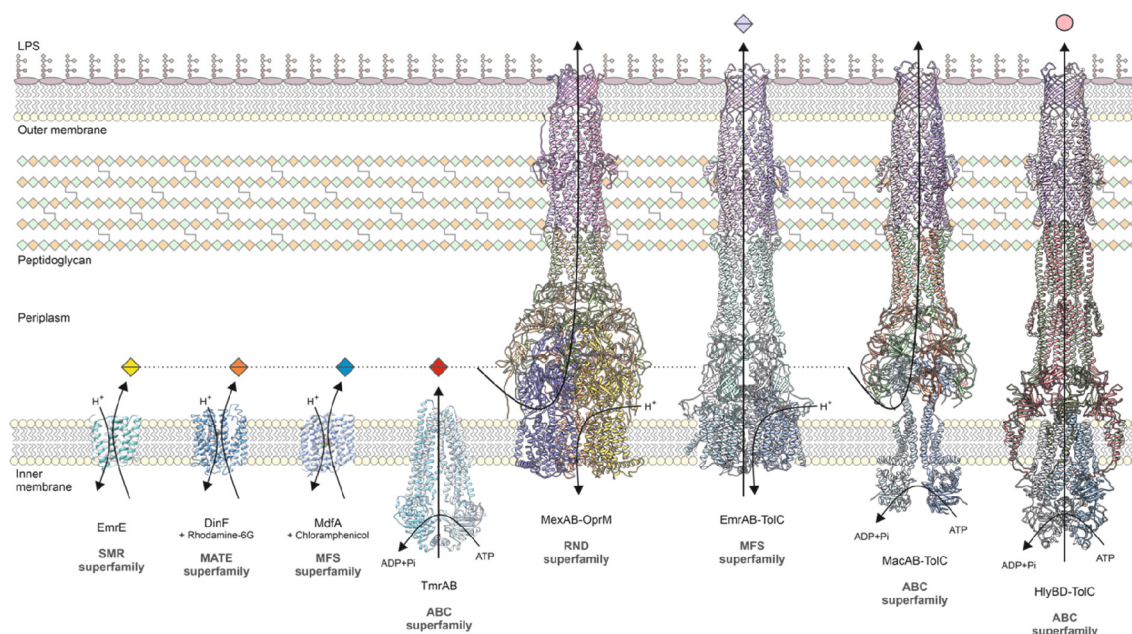 LPS
Outer membrane
Peptidoglycan
Periplasm
H⁺
H⁺
H⁺
H⁺
H⁺
Inner
membrane
EmrE
SMR
superfamily
DinF
+ Rhodamine-6G
MATE
superfamily
MdfA
+ Chloramphenicol
MFS
superfamily
ADP+Pi
ATP
TmrAB
ABC
superfamily
MexAB-OprM
RND
superfamily
EmrAB-TolC
MFS
superfamily
ADP+Pi
ATP
MacAB-TolC
ABC
superfamily
ADP+Pi
ATP
HlyBD-TolC
ABC
superfamily